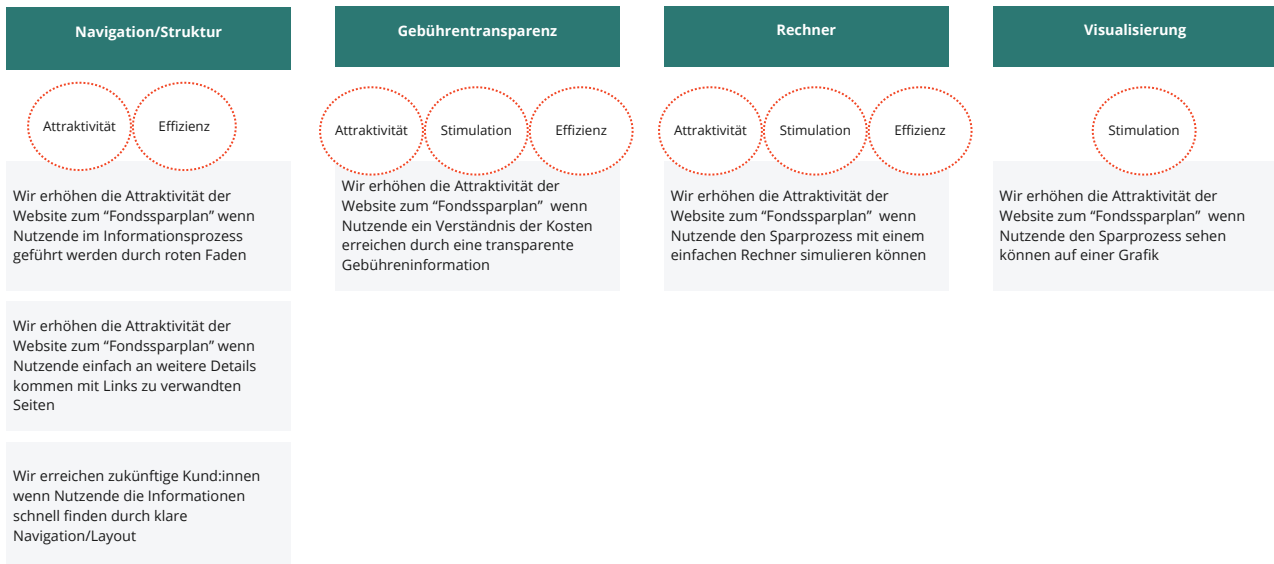 Navigation/Struktur
Attraktivität
Effizienz
Wir erhöhen die Attraktivität der
Website zum “Fondssparplan” wenn
Nutzende im Informationsprozess
geführt werden durch roten Faden
Wir erhöhen die Attraktivität der
Website zum “Fondssparplan” wenn
Nutzende einfach an weitere Details
kommen mit Links zu verwandten
Seiten
Wir erreichen zukünftige Kund:innen
wenn Nutzende die Informationen
schnell finden durch klare
Navigation/Layout
Gebührentransparenz
Attraktivität
Stimulation
Effizienz
Wir erhöhen die Attraktivität der
Website zum “Fondssparplan”  wenn
Nutzende ein Verständnis der Kosten
erreichen durch eine transparente
Gebühreninformation
Rechner
Attraktivität
Stimulation
Effizienz
Wir erhöhen die Attraktivität der
Website zum “Fondssparplan”  wenn
Nutzende den Sparprozess mit einem
einfachen Rechner simulieren können
Visualisierung
Stimulation
Wir erhöhen die Attraktivität der
Website zum “Fondssparplan”  wenn
Nutzende den Sparprozess sehen
können auf einer Grafik